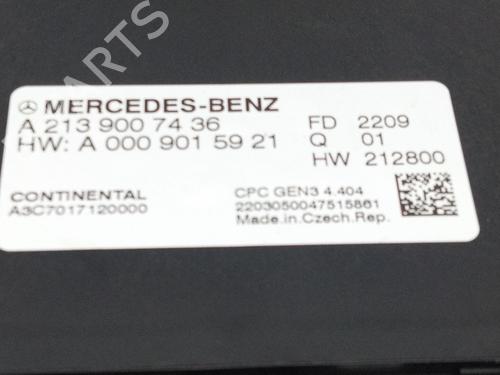 PARTS
MERCEDES-BENZ
A 213 900 74 36 FD 2209
HW: A 000 901 59 21 Q 01
HW 212800
CONTINENTAL CPC GEN3 4.404
A3C7017120000 2203050047515861
Made in Czech Rep.